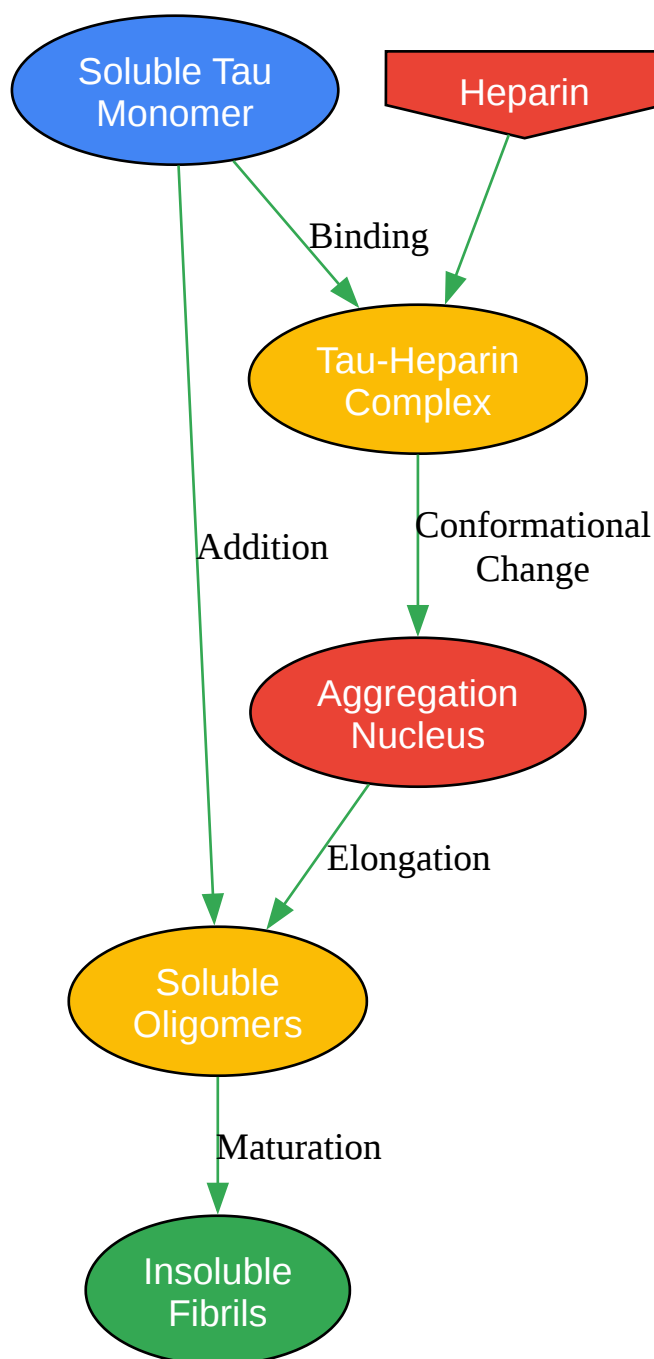 Soluble Tau
Monomer
Heparin
Binding
Tau-Heparin
Complex
Conformational
Change
Addition
Aggregation
Nucleus
Elongation
Soluble
Oligomers
Maturation
Insoluble
Fibrils